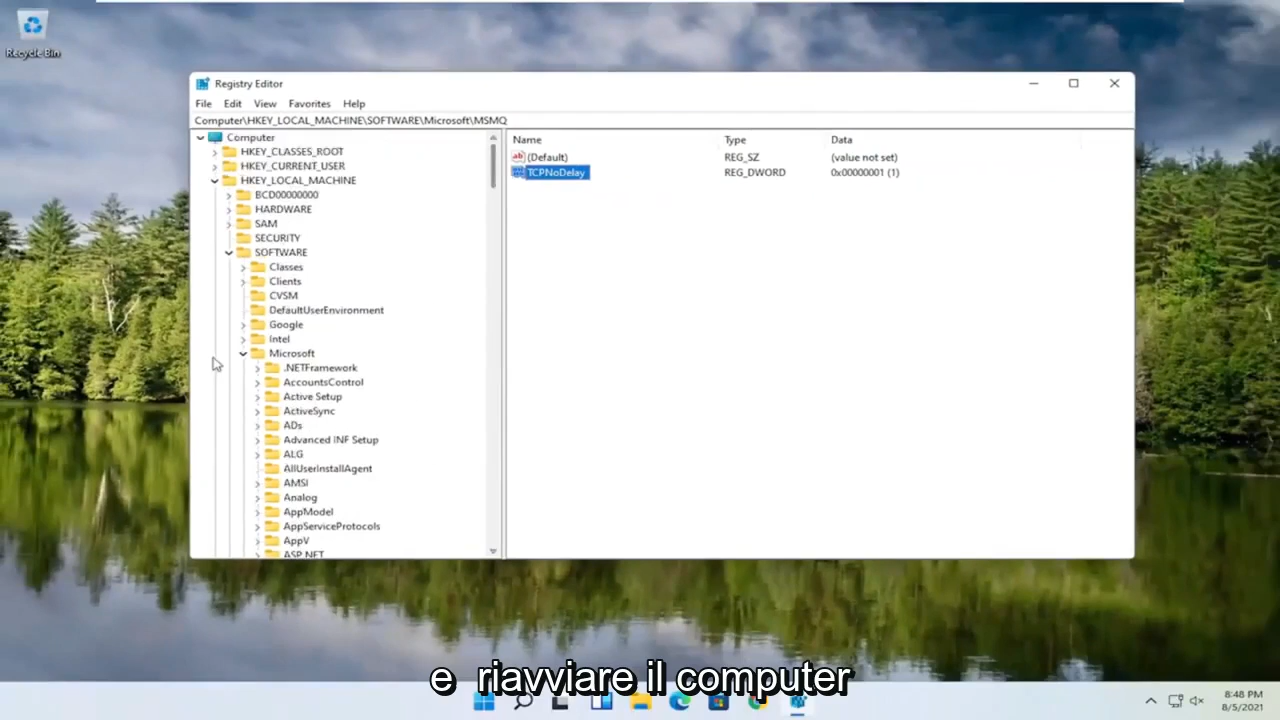 Recycle Bin
Registry Editor
File Edit View Favorites Help
Computer\HKEY_LOCAL_MACHINE\SOFTWARE\Microsoft\MSMQ
Computer
HKEY_CLASSES_ROOT
HKEY_CURRENT_USER
HKEY_LOCAL_MACHINE
BCD00000000
HARDWARE
SAM
SECURITY
SOFTWARE
Classes
Clients
CVSM
DefaultUserEnvironment
Google
Intel
Microsoft
.NETFramework
AccountsControl
Active Setup
ActiveSync
ADs
Advanced INF Setup
ALG
AllUserInstallAgent
AMSI
Analog
AppModel
AppServiceProtocols
AppV
ASP.NET
Name Type Data
(Default) REG_SZ (value not set)
TCPNoDelay REG_DWORD 0x00000001 (1)
e riavviare il computer
8:48 PM
8/5/2021